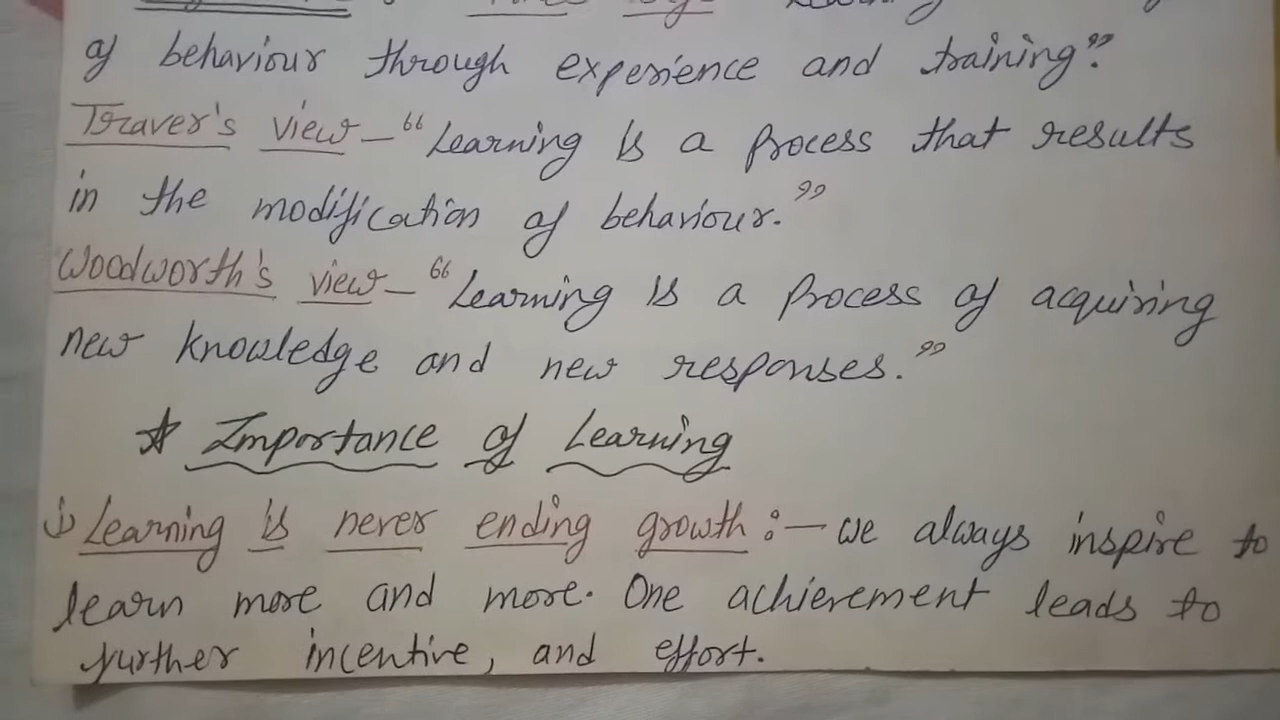 of behaviour through experience and training”.
Traver's view – “Learning is a process that results
in the modification of behaviour.”
Woodworth's view – “Learning is a process of acquiring
new knowledge and new responses.”
☆ Importance of Learning
i) Learning is never ending growth :– we always inspire to
learn more and more. One achievement leads to
further incentive, and effort.